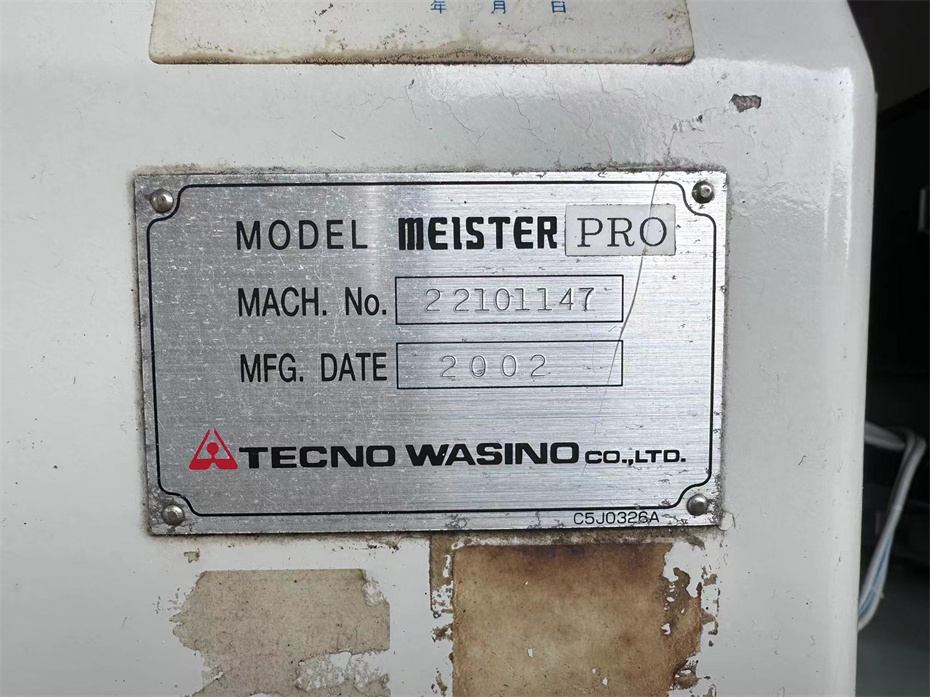 年 月 日
MODEL MEISTER PRO
MACH. No. 22101147
MFG. DATE 2002
TECNO WASINO CO.,LTD.
C5J0326A